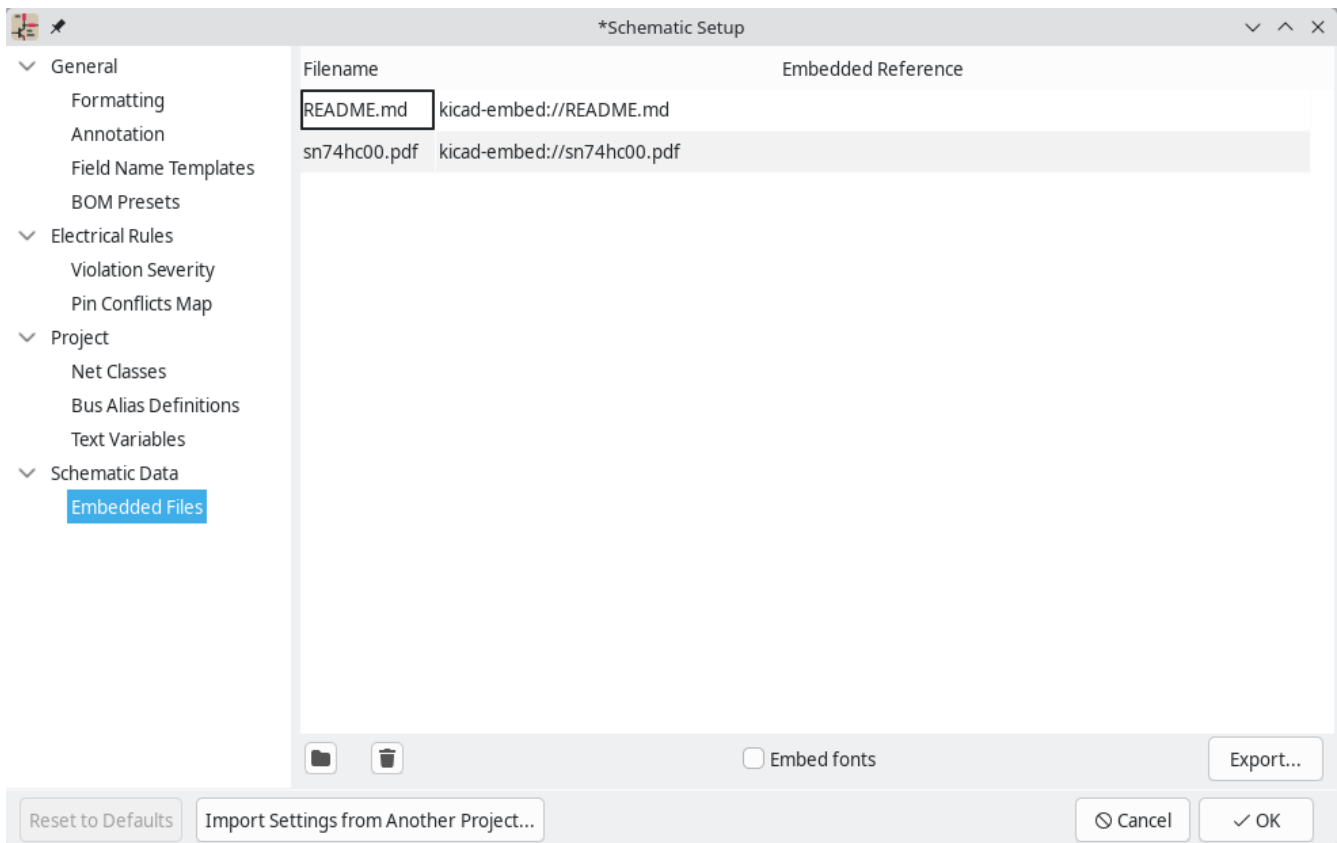 *Schematic Setup
General
Formatting
Annotation
Field Name Templates
BOM Presets
Electrical Rules
Violation Severity
Pin Conflicts Map
Project
Net Classes
Bus Alias Definitions
Text Variables
Schematic Data
Embedded Files
Filename Embedded Reference
README.md kicad-embed://README.md
sn74hc00.pdf kicad-embed://sn74hc00.pdf
Embed fonts Export...
Reset to Defaults Import Settings from Another Project... Cancel OK